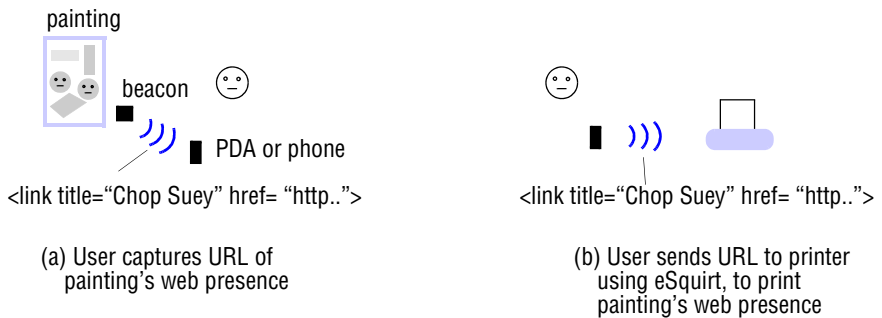 painting
beacon
PDA or phone
<link title=“Chop Suey” href= “http..”>
(a) User captures URL of
painting’s web presence
<link title=“Chop Suey” href= “http..”>
(b) User sends URL to printer
using eSquirt, to print
painting’s web presence